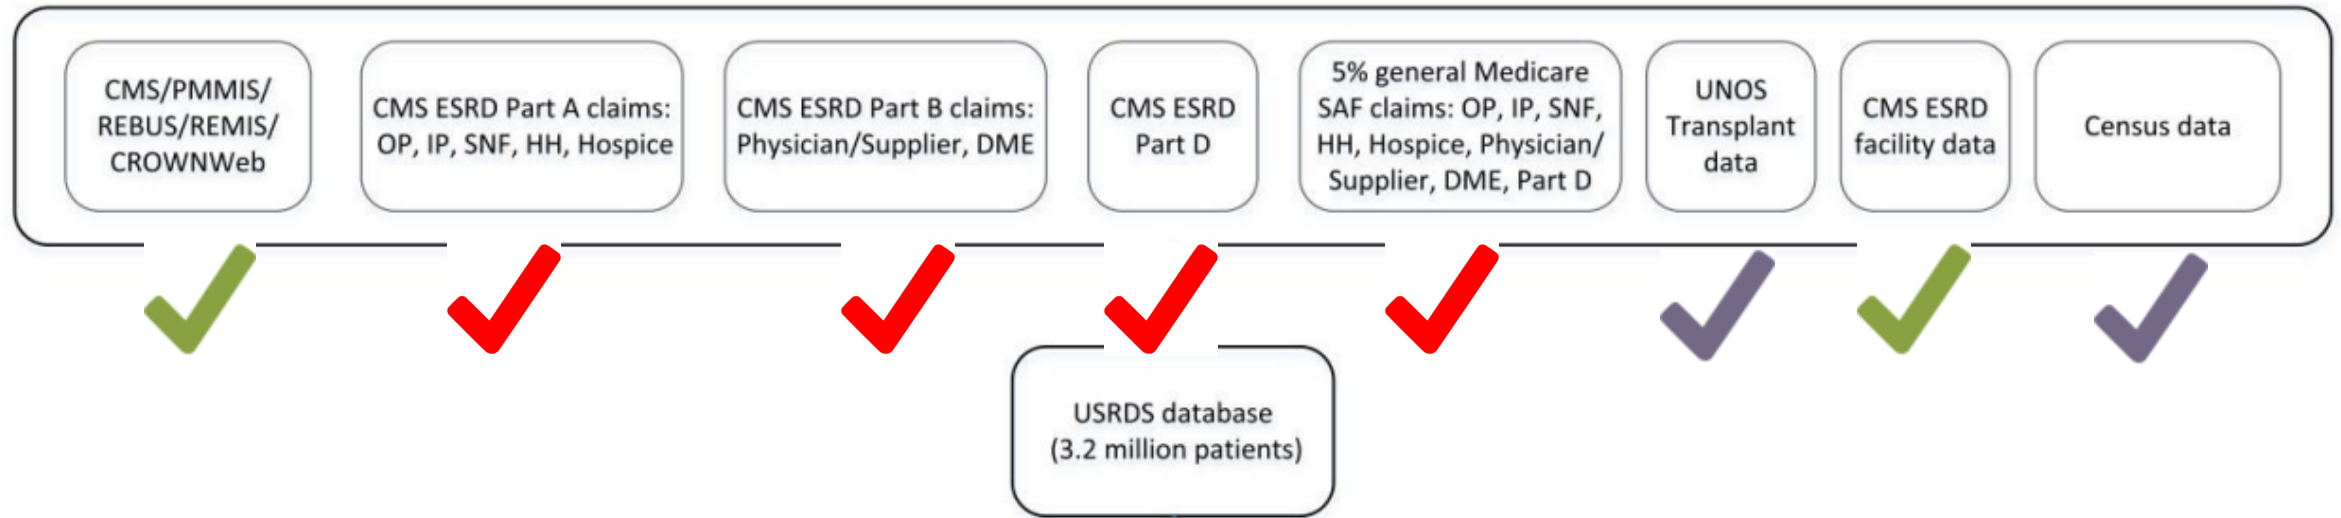 CMS/PMMIS/
REBUS/REMIS/
CROWNWeb
CMS ESRD Part A claims:
OP, IP, SNF, HH, Hospice
CMS ESRD Part B claims:
Physician/Supplier, DME
CMS ESRD
Part D
5% general Medicare
SAF claims: OP, IP, SNF,
HH, Hospice, Physician/
Supplier, DME, Part D
UNOS
Transplant
data
CMS ESRD
facility data
Census data
USRDS database
(3.2 million patients)